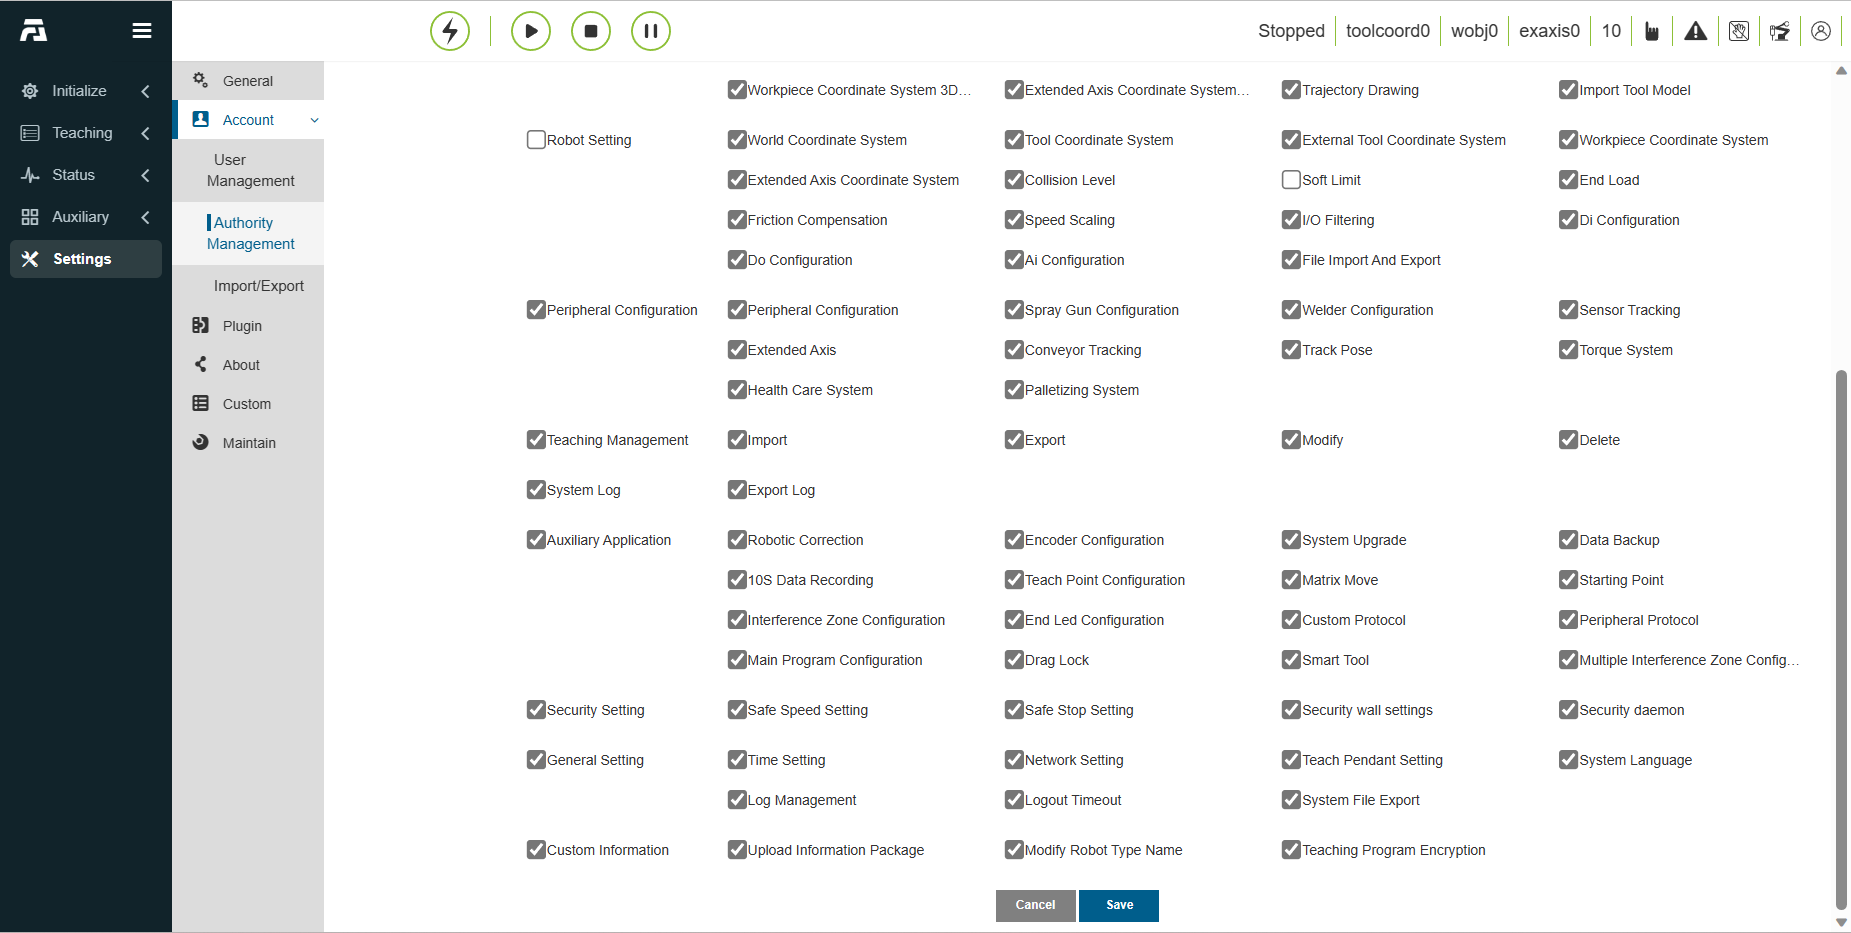 Stopped toolcoord0 wobj0 exaxis0 10
Initialize
Teaching
Status
Auxiliary
Settings
General
Account
User
Management
Authority
Management
Import/Export
Plugin
About
Custom
Maintain
Workpiece Coordinate System 3D... Extended Axis Coordinate System... Trajectory Drawing Import Tool Model
Robot Setting World Coordinate System Tool Coordinate System External Tool Coordinate System Workpiece Coordinate System
Extended Axis Coordinate System Collision Level Soft Limit End Load
Friction Compensation Speed Scaling I/O Filtering Di Configuration
Do Configuration Ai Configuration File Import And Export
Peripheral Configuration Peripheral Configuration Spray Gun Configuration Welder Configuration Sensor Tracking
Extended Axis Conveyor Tracking Track Pose Torque System
Health Care System Palletizing System
Teaching Management Import Export Modify Delete
System Log Export Log
Auxiliary Application Robotic Correction Encoder Configuration System Upgrade Data Backup
10S Data Recording Teach Point Configuration Matrix Move Starting Point
Interference Zone Configuration End Led Configuration Custom Protocol Peripheral Protocol
Main Program Configuration Drag Lock Smart Tool Multiple Interference Zone Config...
Security Setting Safe Speed Setting Safe Stop Setting Security wall settings Security daemon
General Setting Time Setting Network Setting Teach Pendant Setting System Language
Log Management Logout Timeout System File Export
Custom Information Upload Information Package Modify Robot Type Name Teaching Program Encryption
Cancel Save